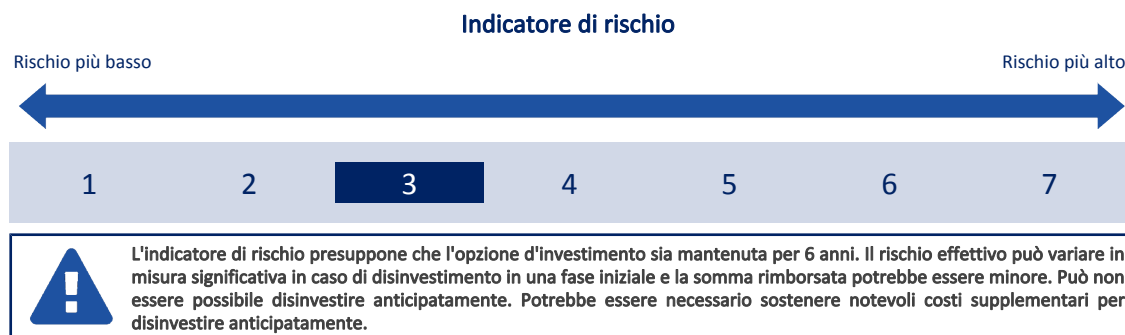 Indicatore di rischio
Rischio più basso
Rischio più alto
1 2 3 4 5 6 7
L'indicatore di rischio presuppone che l'opzione d'investimento sia mantenuta per 6 anni. Il rischio effettivo può variare in
misura significativa in caso di disinvestimento in una fase iniziale e la somma rimborsata potrebbe essere minore. Può non
essere possibile disinvestire anticipatamente. Potrebbe essere necessario sostenere notevoli costi supplementari per
disinvestire anticipatamente.